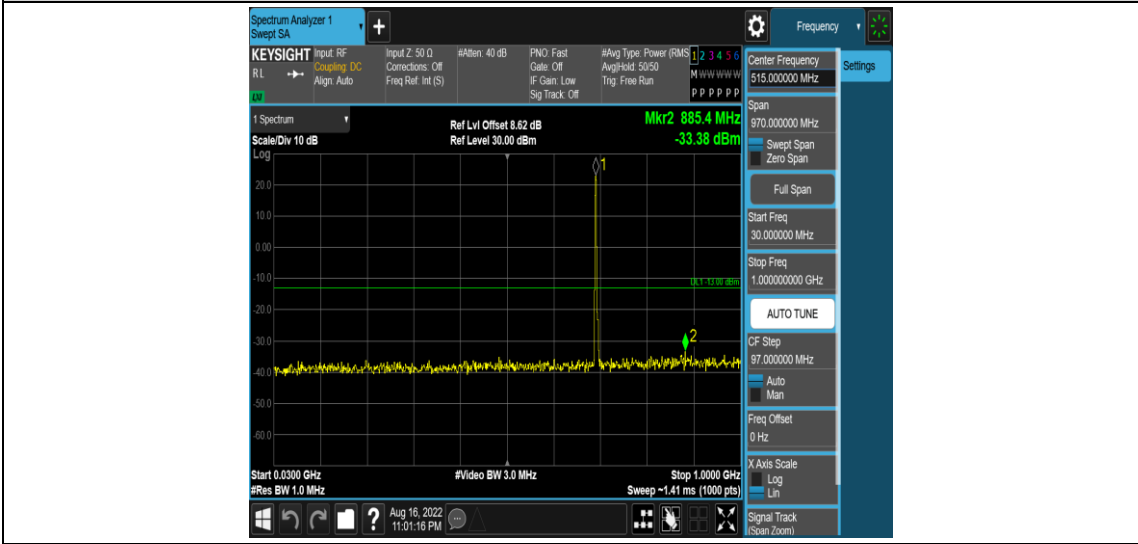 Spectrum Analyzer 1
Swept SA
+
Frequency
KEYSIGHT
RL
LXI
Input: RF
Coupling: DC
Align: Auto
Input Z: 50 Ω
Corrections: Off
Freq Ref: Int (S)
#Atten: 40 dB
PNO: Fast
Gate: Off
IF Gain: Low
Sig Track: Off
#Avg Type: Power (RMS
Avg|Hold: 50/50
Trig: Free Run
1 2 3 4 5 6
M W W W W W
P P P P P P
1 Spectrum
Scale/Div 10 dB
Ref Lvl Offset 8.62 dB
Ref Level 30.00 dBm
Mkr2 885.4 MHz
-33.38 dBm
Log
1
20.0
10.0
0.00
-10.0
DL1 -13.00 dBm
-20.0
-30.0
2
-40.0
-50.0
-60.0
Start 0.0300 GHz
#Video BW 3.0 MHz
Stop 1.0000 GHz
#Res BW 1.0 MHz
Sweep ~1.41 ms (1000 pts)
?
Aug 16, 2022
11:01:16 PM
Center Frequency
515.000000 MHz
Settings
Span
970.000000 MHz
Swept Span
Zero Span
Full Span
Start Freq
30.000000 MHz
Stop Freq
1.000000000 GHz
AUTO TUNE
CF Step
97.000000 MHz
Auto
Man
Freq Offset
0 Hz
X Axis Scale
Log
Lin
Signal Track
(Span Zoom)